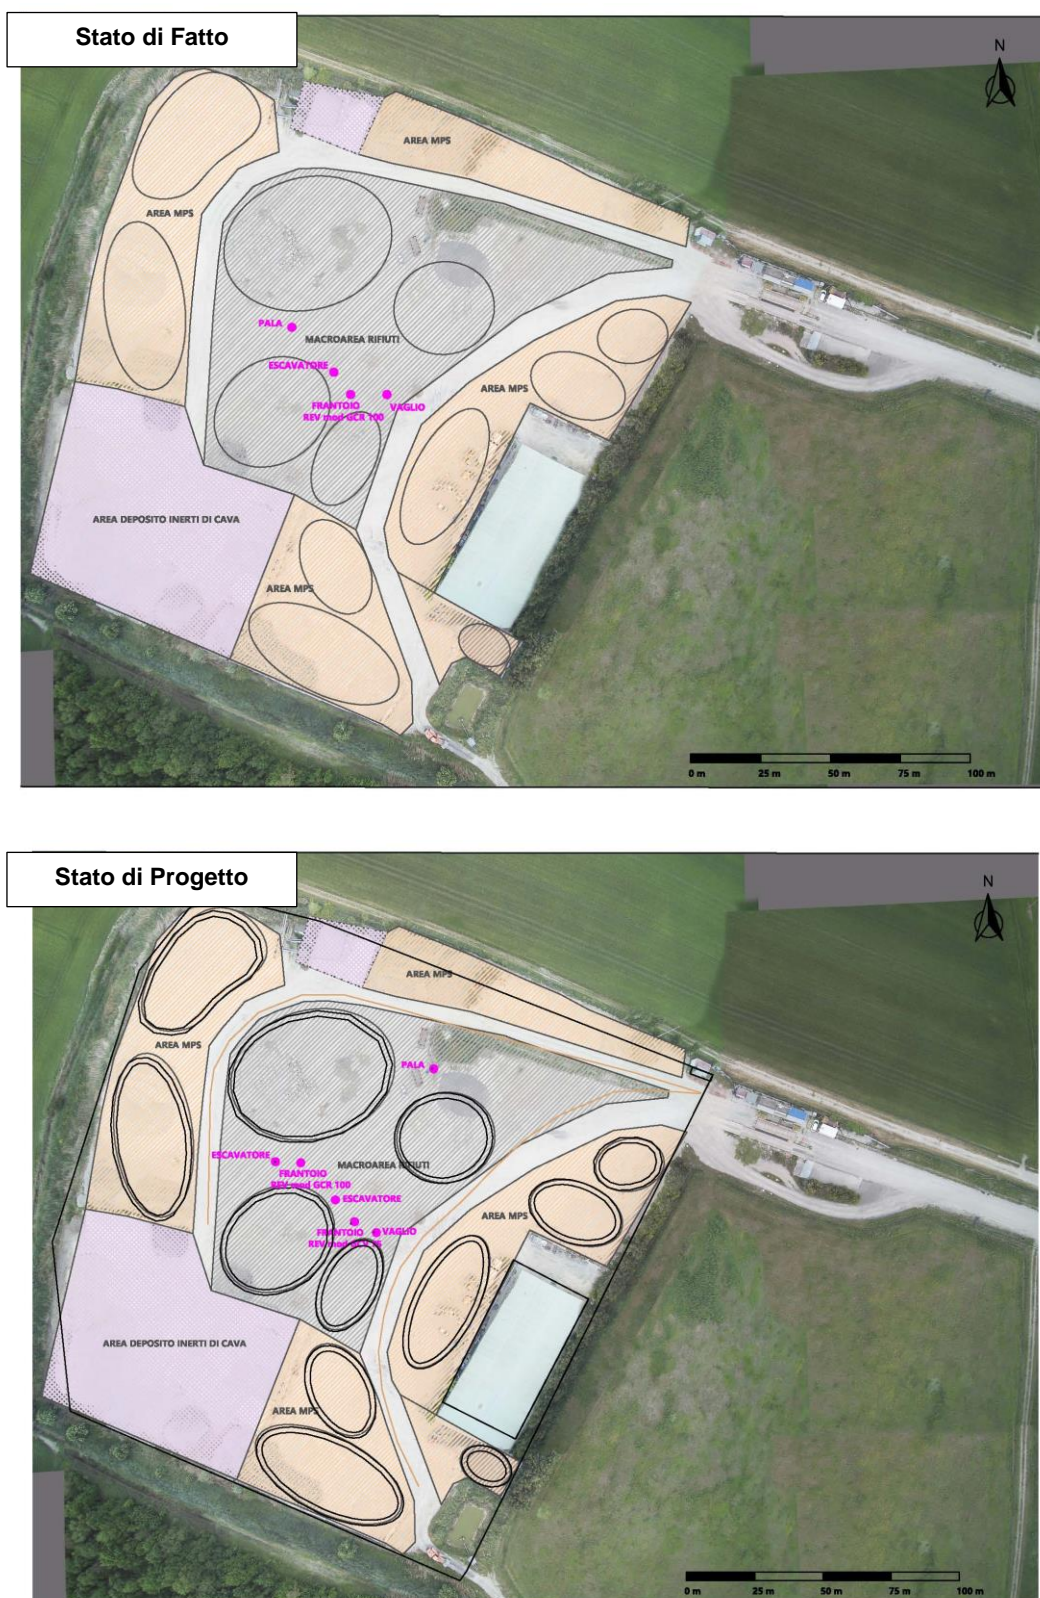 Stato di Fatto
N
AREA MPS
AREA MPS
PALA
MACROAREA RIFIUTI
ESCAVATORE
AREA MPS
FRANTOIO
REV mod GCR 100
VAGLIO
AREA DEPOSITO INERTI DI CAVA
AREA MPS
0 m 25 m 50 m 75 m 100 m
Stato di Progetto
N
AREA MPS
AREA MPS
PALA
ESCAVATORE
MACROAREA RIFIUTI
FRANTOIO
REV mod GCR 100
ESCAVATORE
AREA MPS
FRANTOIO
VAGLIO
REV mod
AREA DEPOSITO INERTI DI CAVA
AREA MPS
0 m 25 m 50 m 75 m 100 m